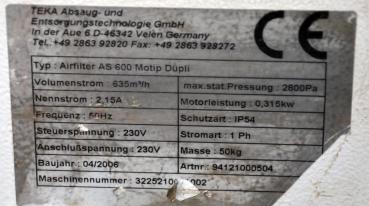 TEKA Absaug- und
Entsorgungstechnologie GmbH
In der Aue 6 D-46342 Velen Germany
Tel. +49 2863 92820 Fax: +49 2863 928272
CE
Typ : Airfilter AS 600 Motip Dupli
Volumenstrom : 635m³/h max.stat.Pressung : 2800Pa
Nennstrom : 2,15A Motorleistung : 0,315kw
Frequenz : 50Hz Schutzart : IP54
Steuerspannung : 230V Stromart : 1 Ph
Anschlußspannung : 230V Masse : 50kg
Baujahr : 04/2006 Artnr : 94121000504
Maschinennummer :